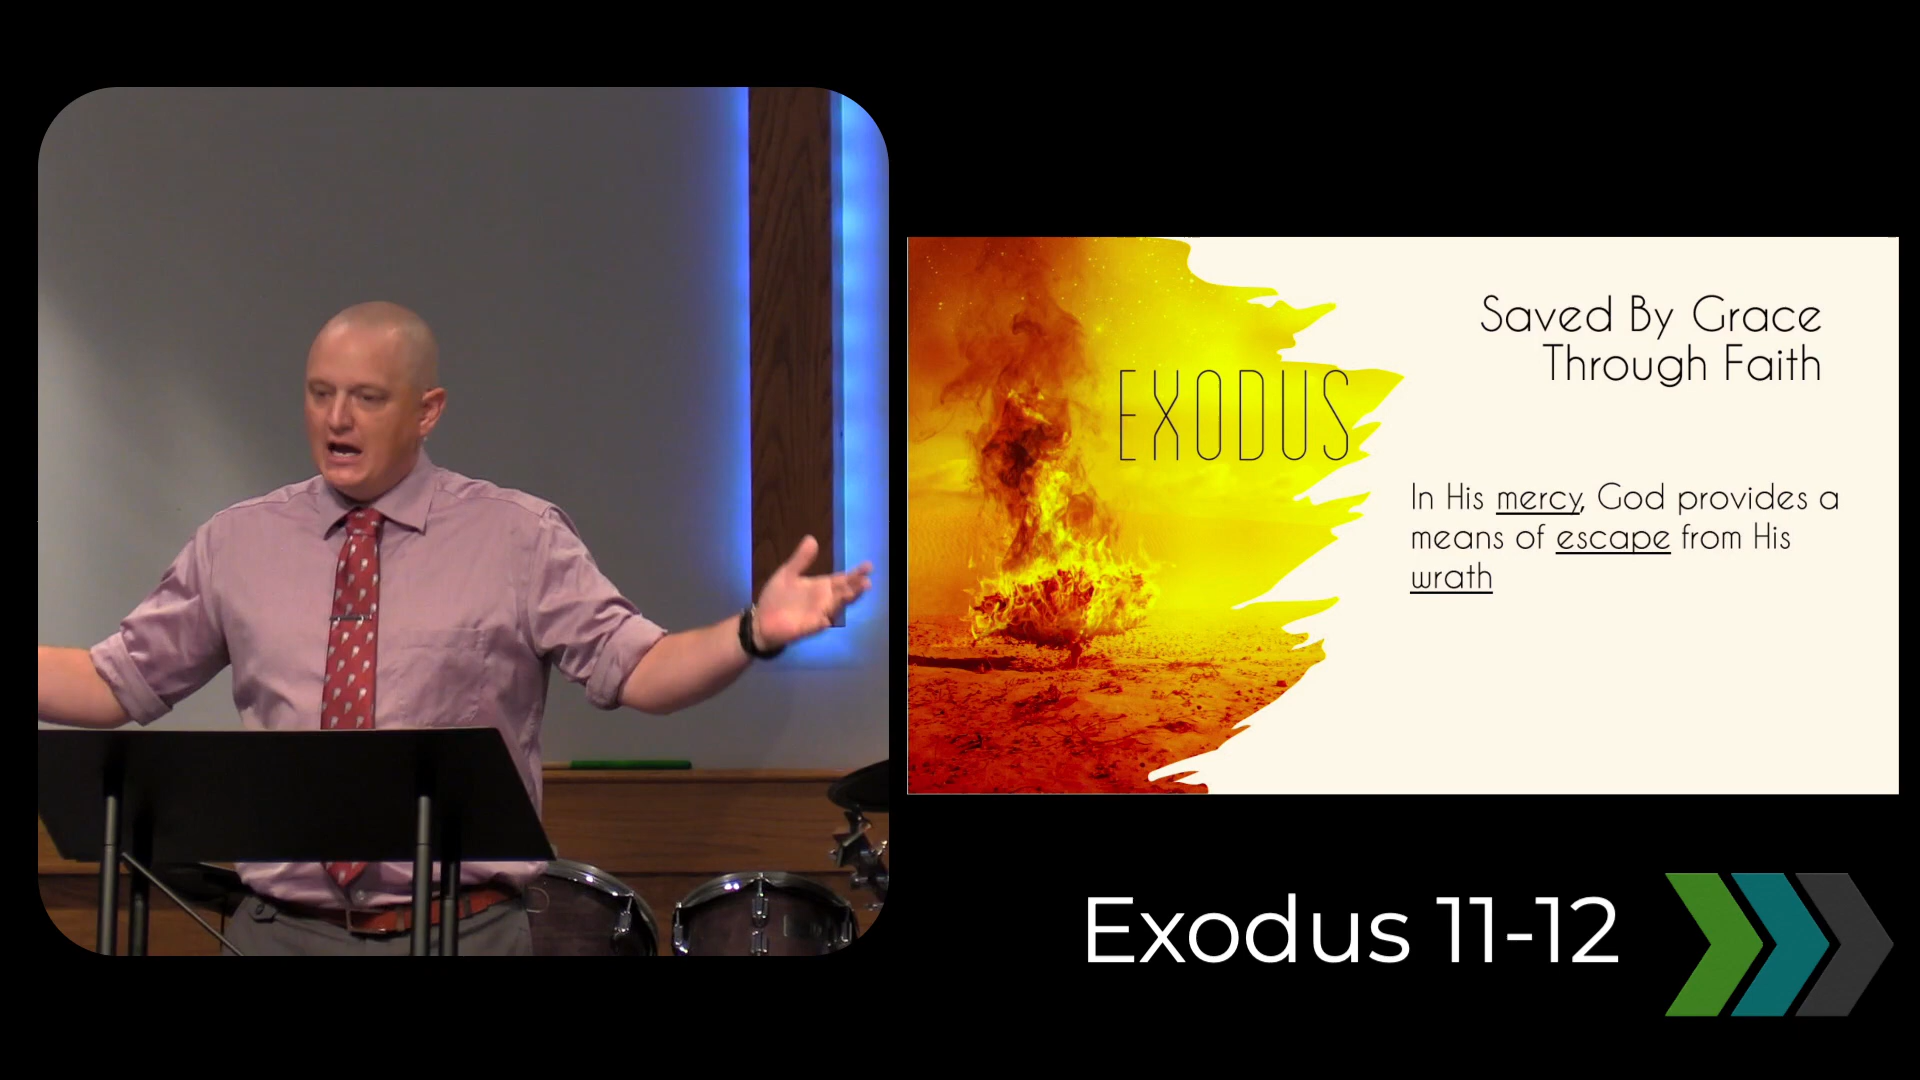 EXODUS
Saved By Grace
Through Faith
In His mercy, God provides a
means of escape from His
wrath
Exodus 11-12